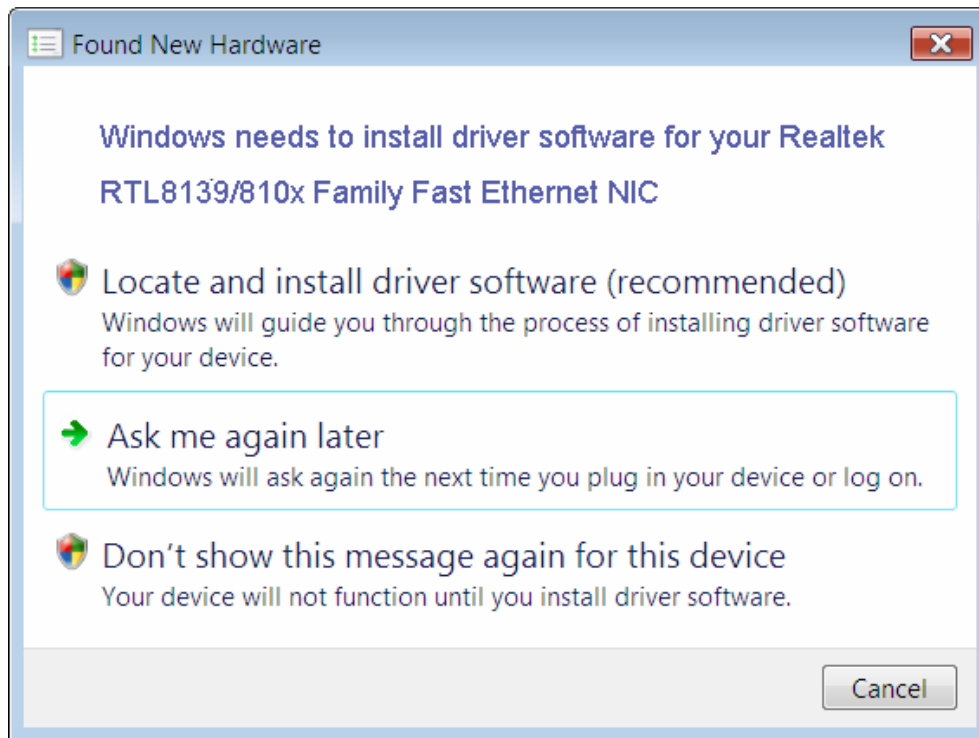 Found New Hardware
Windows needs to install driver software for your Realtek
RTL8139/810x Family Fast Ethernet NIC
Locate and install driver software (recommended)
Windows will guide you through the process of installing driver software
for your device.
Ask me again later
Windows will ask again the next time you plug in your device or log on.
Don't show this message again for this device
Your device will not function until you install driver software.
Cancel